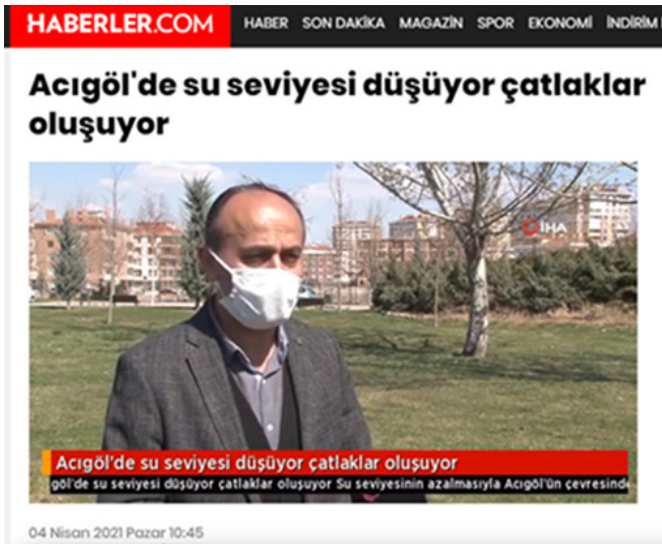 HABERLER.COM HABER SON DAKİKA MAGAZİN SPOR EKONOMİ İNDİRİM
Acıgöl'de su seviyesi düşüyor çatlaklar
oluşuyor
İHA
Acıgöl'de su seviyesi düşüyor çatlaklar oluşuyor
göl'de su seviyesi düşüyor çatlaklar oluşuyor Su seviyesinin azalmasıyla Acıgöl'ün çevresind
04 Nisan 2021 Pazar 10:45